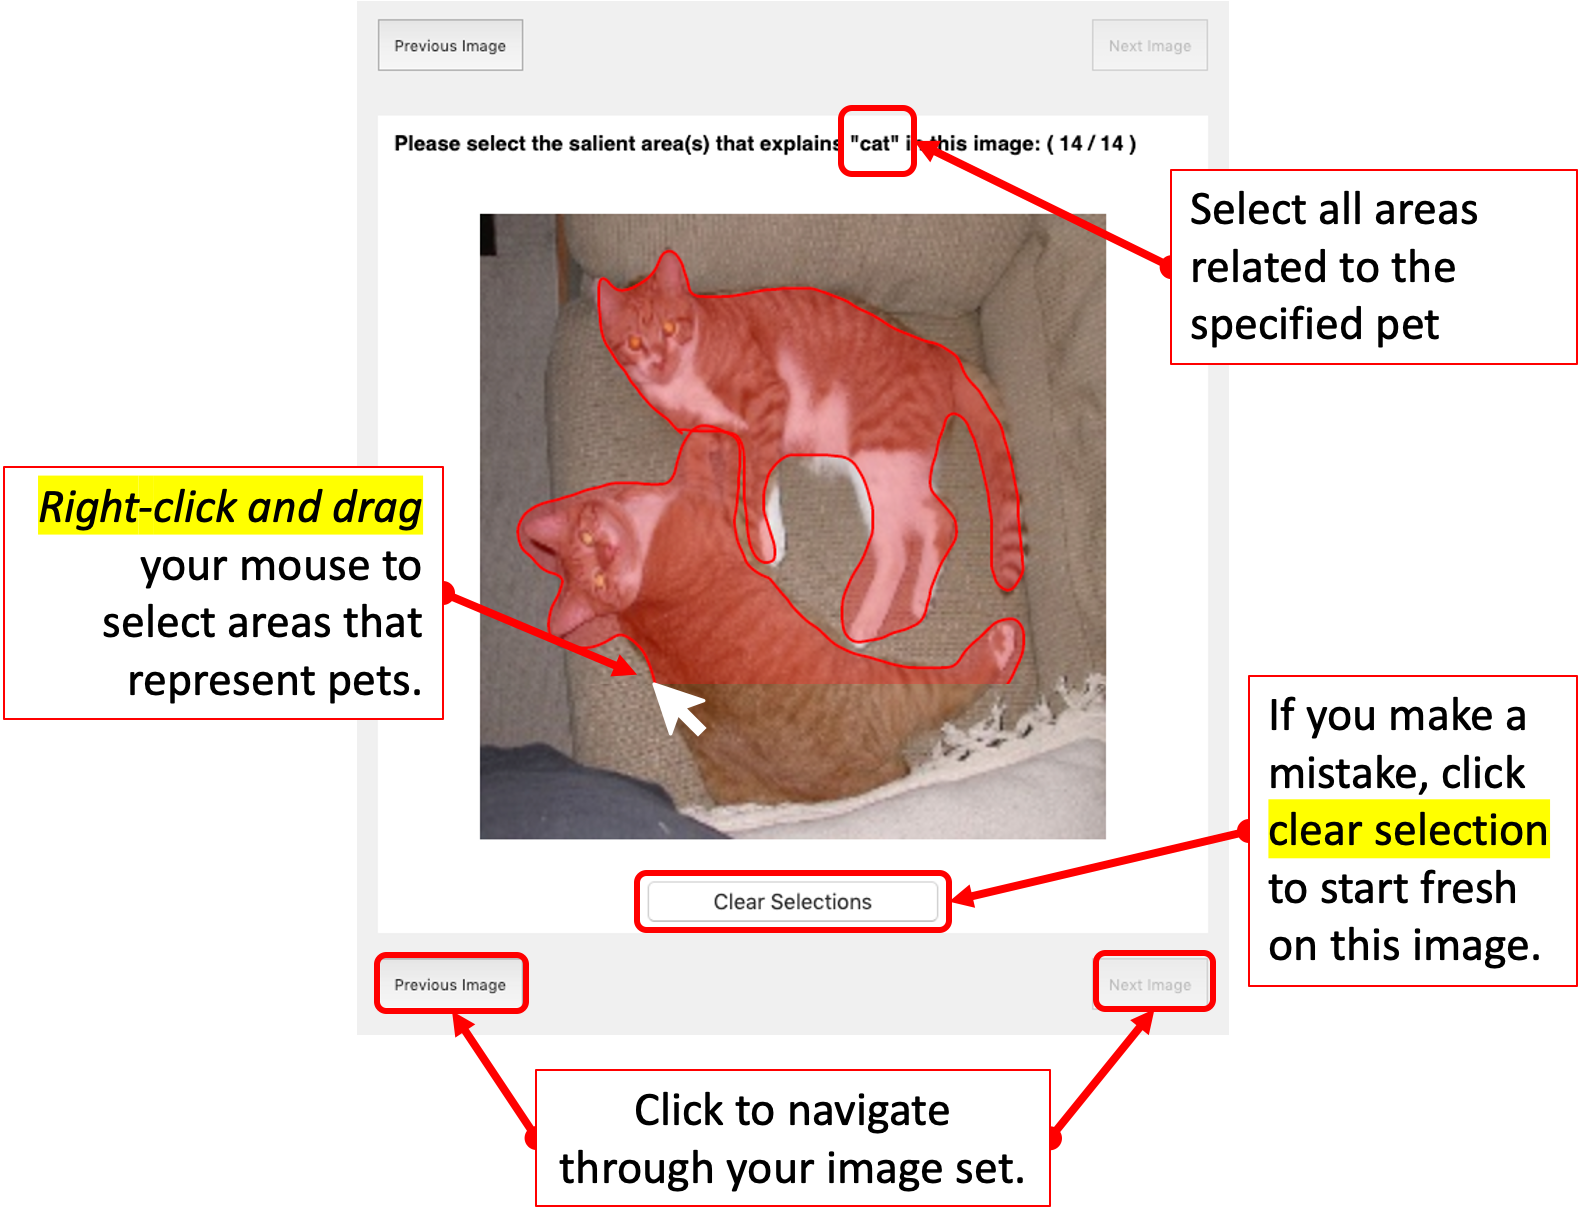 Previous Image
Next Image
Please select the salient area(s) that explains "cat" in this image: ( 14 / 14 )
Select all areas
related to the
specified pet
Right-click and drag
your mouse to
select areas that
represent pets.
If you make a
mistake, click
clear selection
to start fresh
on this image.
Clear Selections
Previous Image
Next Image
Click to navigate
through your image set.